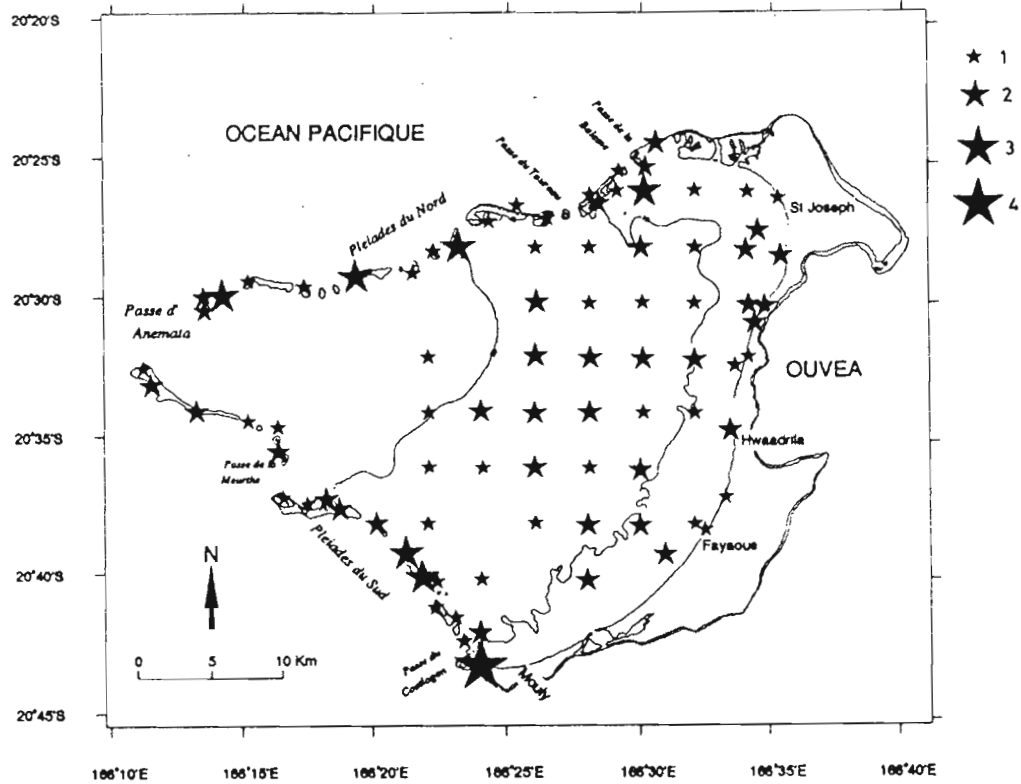 20°20'S
1
2
3
4
OCEAN PACIFIQUE
Passe de la
Baleine
Passe du Taureau
20°25'S
St Joseph
Pleiades du Nord
20°30'S
Passe d'
Anemata
OUVEA
20°35'S
Hwaadrila
Passe de la
Meurthe
Fayaoue
Pleiades du Sud
N
20°40'S
0 5 10 Km
Passe du
Coetlogon
Mouly
20°45'S
166°10'E 166°15'E 166°20'E 166°25'E 166°30'E 166°35'E 166°40'E